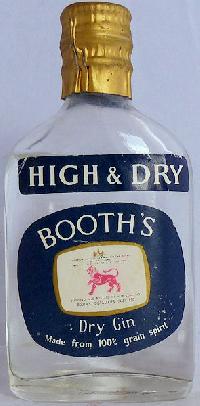 HIGH & DRY
BOOTH'S
Dry Gin
Made from 100% grain spirit